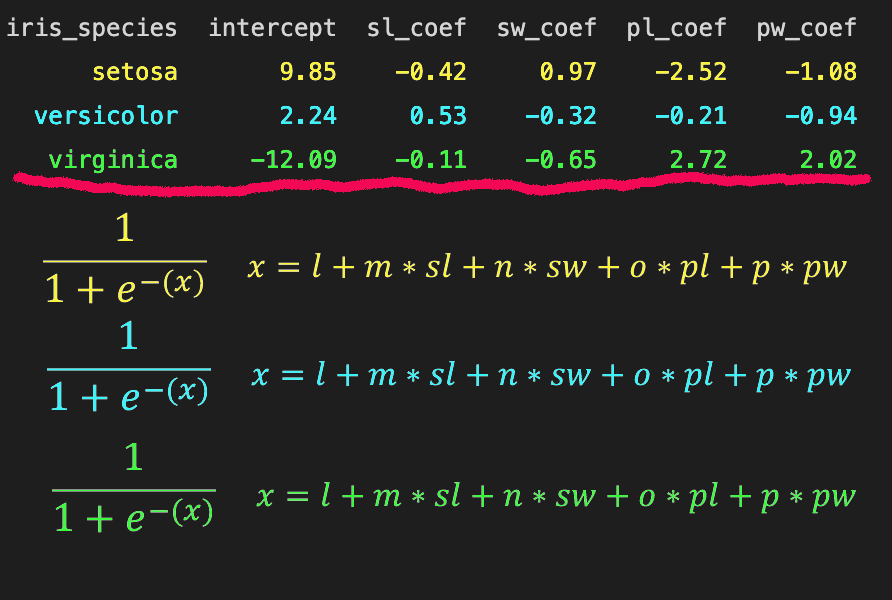 iris_species intercept sl_coef sw_coef pl_coef pw_coef
setosa 9.85 -0.42 0.97 -2.52 -1.08
versicolor 2.24 0.53 -0.32 -0.21 -0.94
virginica -12.09 -0.11 -0.65 2.72 2.02
1
1 + e^−(x) x = l + m ∗ sl + n ∗ sw + o ∗ pl + p ∗ pw
1
1 + e^−(x) x = l + m ∗ sl + n ∗ sw + o ∗ pl + p ∗ pw
1
1 + e^−(x) x = l + m ∗ sl + n ∗ sw + o ∗ pl + p ∗ pw